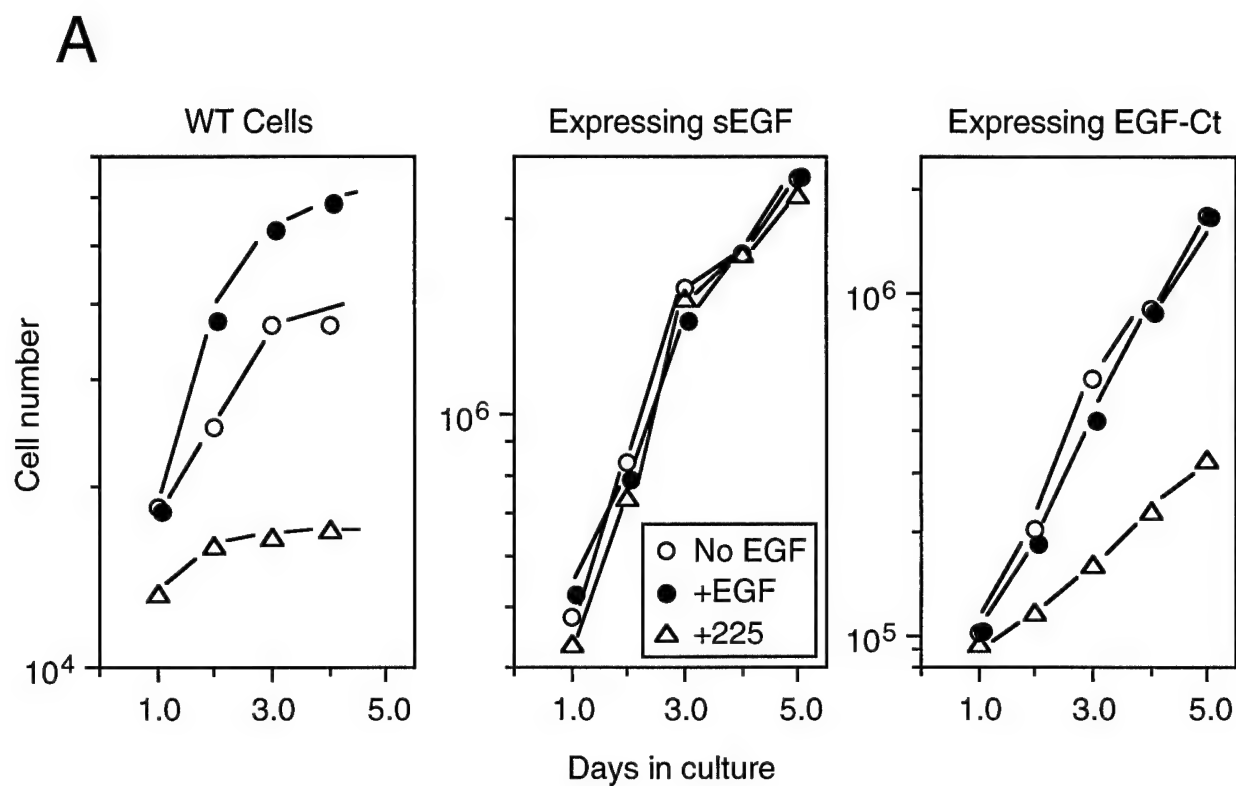 A
WT Cells
Expressing sEGF
Expressing EGF-Ct
Cell number
10^4
1.0 3.0 5.0
10^6
1.0 3.0 5.0
No EGF
+EGF
+225
10^6
10^5
1.0 3.0 5.0
Days in culture